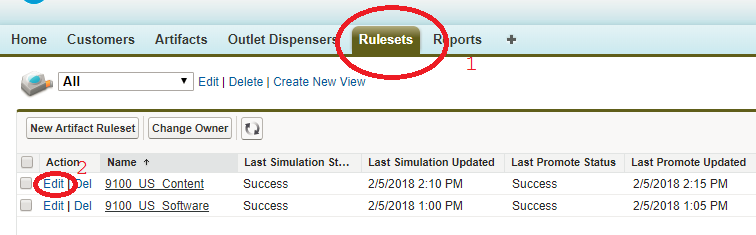 Home Customers Artifacts Outlet Dispensers Rulesets Reports +
1
All Edit | Delete | Create New View
New Artifact Ruleset Change Owner
2
Action Name ↑ Last Simulation St... Last Simulation Updated Last Promote Status Last Promote Updated
Edit | Del 9100_US_Content Success 2/5/2018 2:10 PM Success 2/5/2018 2:15 PM
Edit | Del 9100_US_Software Success 2/5/2018 1:00 PM Success 2/5/2018 1:05 PM